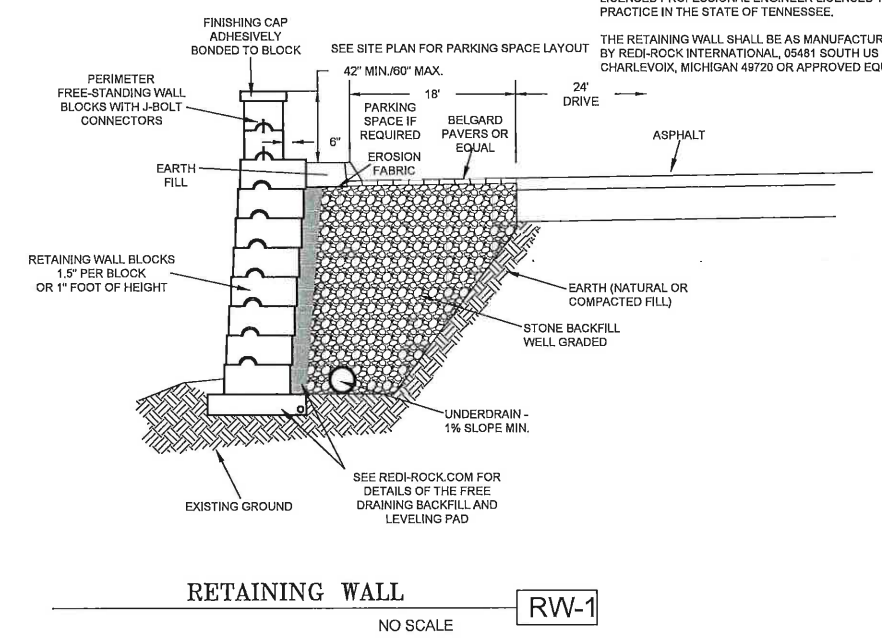 LICENSED PROFESSIONAL ENGINEER LICENSED
PRACTICE IN THE STATE OF TENNESSEE.
THE RETAINING WALL SHALL BE AS MANUFACTUR
BY REDI-ROCK INTERNATIONAL, 05481 SOUTH US
CHARLEVOIX, MICHIGAN 49720 OR APPROVED EQU
FINISHING CAP
ADHESIVELY
BONDED TO BLOCK
SEE SITE PLAN FOR PARKING SPACE LAYOUT
42" MIN./60" MAX.
PERIMETER
FREE-STANDING WALL
BLOCKS WITH J-BOLT
CONNECTORS
18'
24'
DRIVE
PARKING
SPACE IF
REQUIRED
6"
BELGARD
PAVERS OR
EQUAL
ASPHALT
EROSION
FABRIC
EARTH
FILL
RETAINING WALL BLOCKS
1.5" PER BLOCK
OR 1" FOOT OF HEIGHT
EARTH (NATURAL OR
COMPACTED FILL)
STONE BACKFILL
WELL GRADED
UNDERDRAIN -
1% SLOPE MIN.
SEE REDI-ROCK.COM FOR
DETAILS OF THE FREE
DRAINING BACKFILL AND
LEVELING PAD
EXISTING GROUND
RETAINING WALL
RW-1
NO SCALE